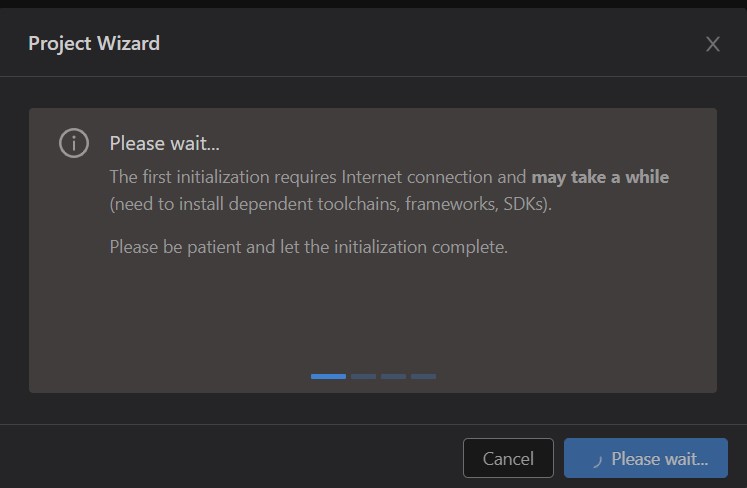 Project Wizard
Please wait...
The first initialization requires Internet connection and may take a while
(need to install dependent toolchains, frameworks, SDKs).
Please be patient and let the initialization complete.
Cancel
Please wait...